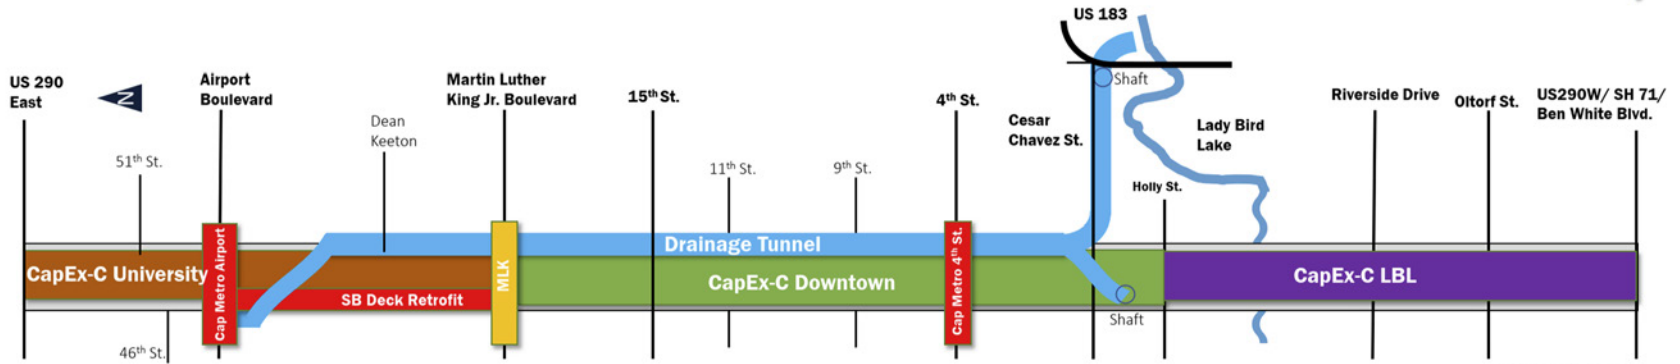 US 183
US 290
East
N
Airport
Boulevard
Martin Luther
King Jr. Boulevard
15th St.
4th St.
Shaft
Riverside Drive
Oltorf St.
US290W/ SH 71/
Ben White Blvd.
Dean
Keeton
Cesar
Chavez St.
Lady Bird
Lake
51th St.
11th St.
9th St.
Holly St.
Drainage Tunnel
CapEx-C University
Cap Metro Airport
SB Deck Retrofit
MLK
CapEx-C Downtown
Cap Metro 4th St.
CapEx-C LBL
Shaft
46th St.